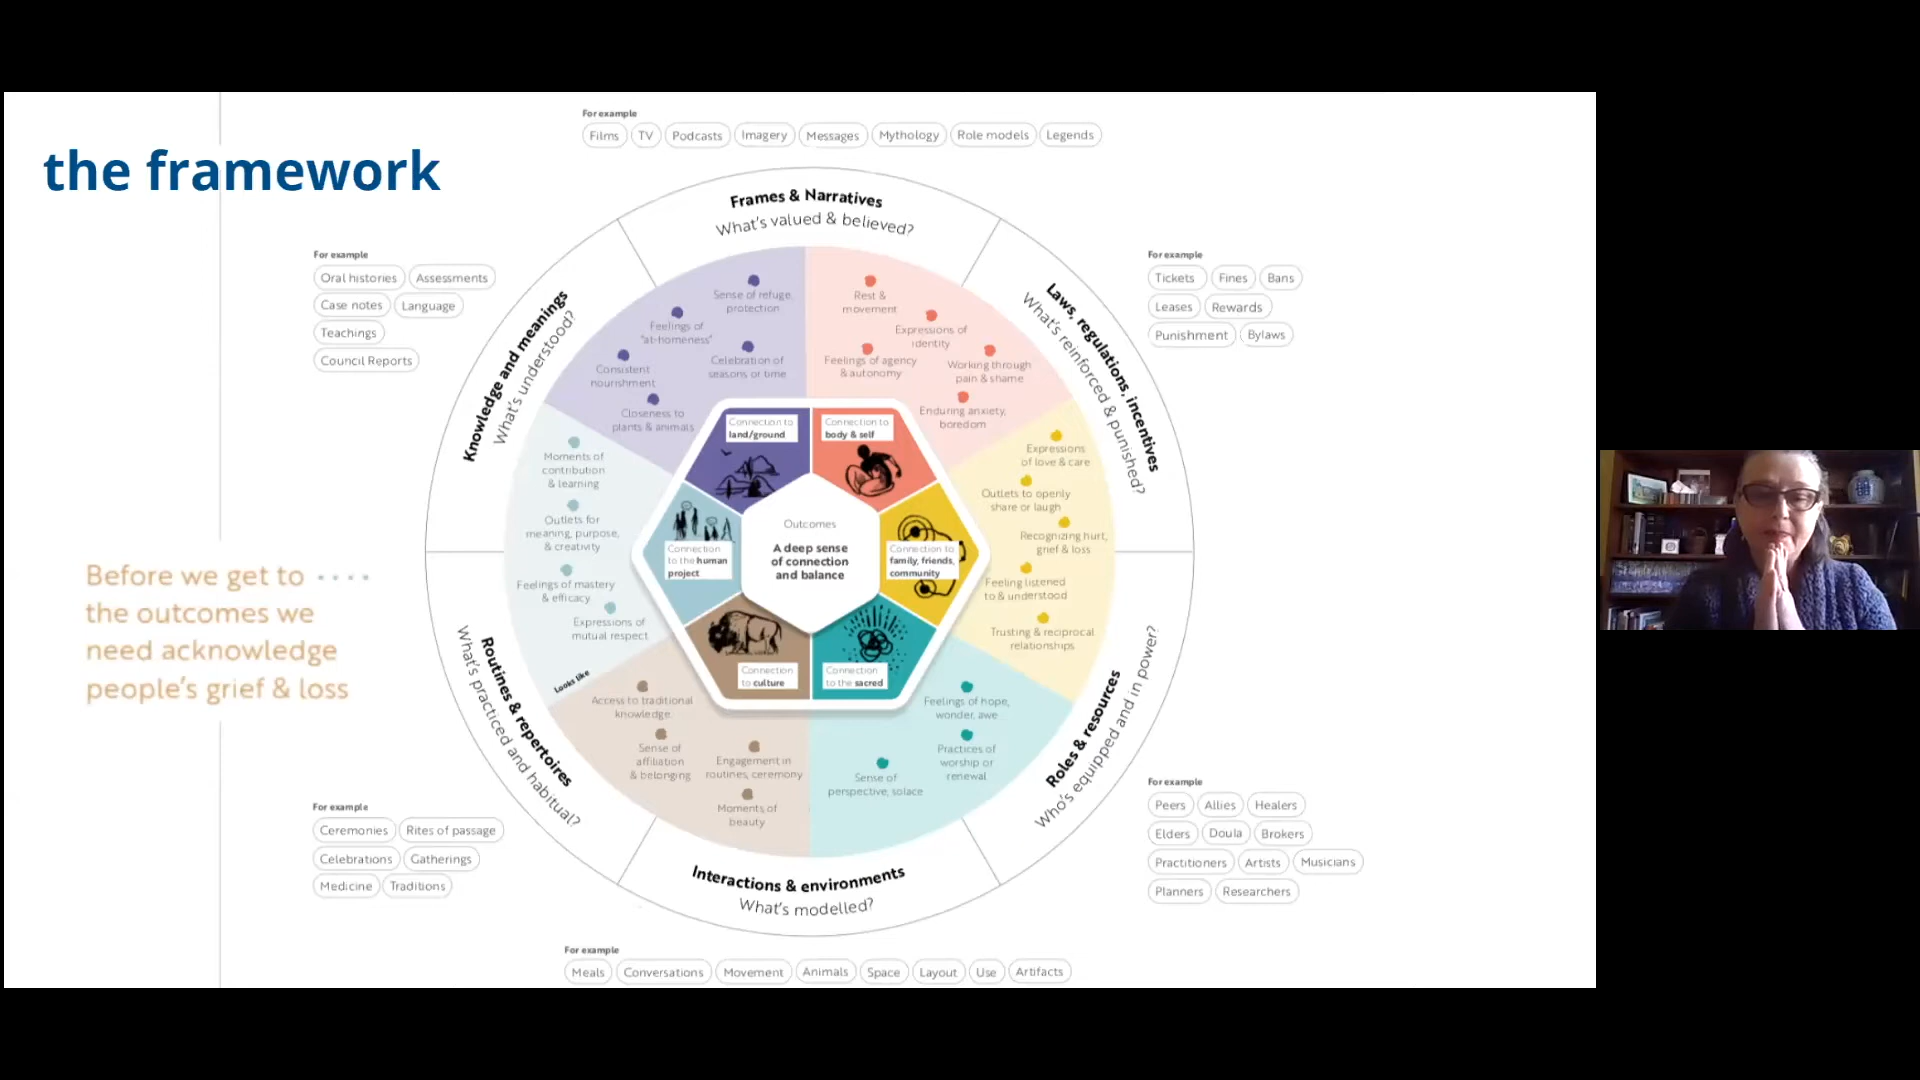 the framework
Before we get to
the outcomes we
need acknowledge
people's grief & loss
For example
Films
TV
Podcasts
Imagery
Messages
Mythology
Role models
Legends
Frames & Narratives
What's valued & believed?
For example
Oral histories
Assessments
Case notes
Language
Teachings
Council Reports
Knowledge and meanings
What's understood?
For example
Tickets
Fines
Bans
Leases
Rewards
Punishment
Bylaws
Laws, regulations, incentives
What's reinforced & punished?
Sense of refuge,
protection
Feelings of
"at-homeness"
Celebration of
seasons or time
Consistent
nourishment
Closeness to
plants & animals
Rest &
movement
Expressions of
identity
Feelings of agency
& autonomy
Working through
pain & shame
Enduring anxiety,
boredom
Expressions
of love & care
Outlets to openly
share or laugh
Recognizing hurt,
grief & loss
Feeling listened
to & understood
Trusting & reciprocal
relationships
Moments of
contribution
& learning
Outlets for
meaning, purpose,
& creativity
Feelings of mastery
& efficacy
Expressions of
mutual respect
Connection to
land/ground
Connection to
body & self
Connection
to the human
project
Outcomes
A deep sense
of connection
and balance
Connection to
family, friends,
community
Connection
to culture
Connection
to the sacred
Looks like
Access to traditional
knowledge
Sense of
affiliation
& belonging
Engagement in
routines, ceremony
Moments of
beauty
Feelings of hope,
wonder, awe
Practices of
worship or
renewal
Sense of
perspective, solace
Routines & repertoires
What's practiced and habitual?
For example
Ceremonies
Rites of passage
Celebrations
Gatherings
Medicine
Traditions
Roles & resources
Who's equipped and in power?
For example
Peers
Allies
Healers
Elders
Doula
Brokers
Practitioners
Artists
Musicians
Planners
Researchers
Interactions & environments
What's modelled?
For example
Meals
Conversations
Movement
Animals
Space
Layout
Use
Artifacts